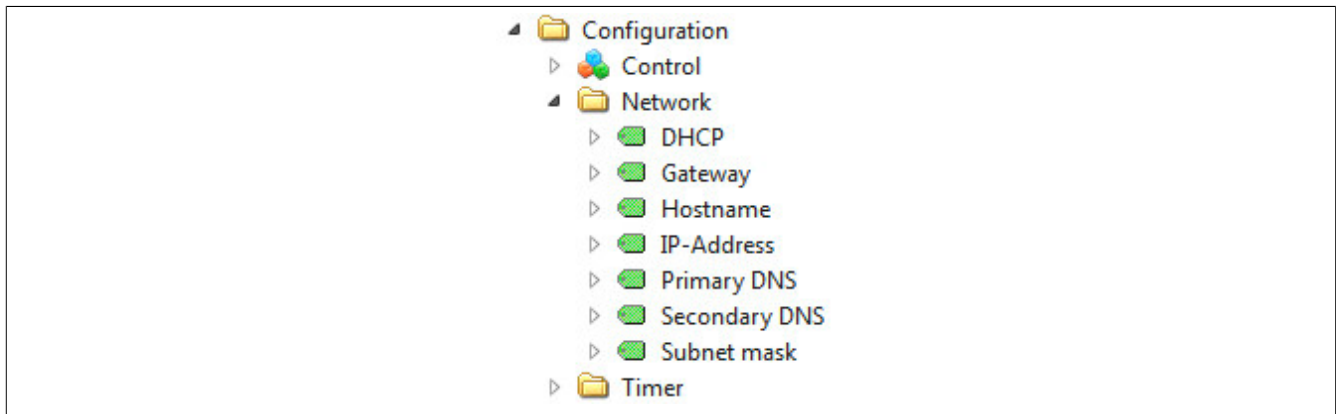 Configuration
Control
Network
DHCP
Gateway
Hostname
IP-Address
Primary DNS
Secondary DNS
Subnet mask
Timer